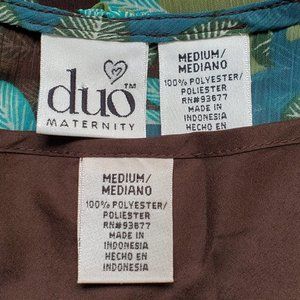 duo™
MATERNITY
MEDIUM/
MEDIANO
100% POLYESTER/
POLIESTER
RN#93677
MADE IN
INDONESIA
HECHO EN
MEDIUM/
MEDIANO
100% POLYESTER/
POLIESTER
RN#93677
MADE IN
INDONESIA
HECHO EN
INDONESIA